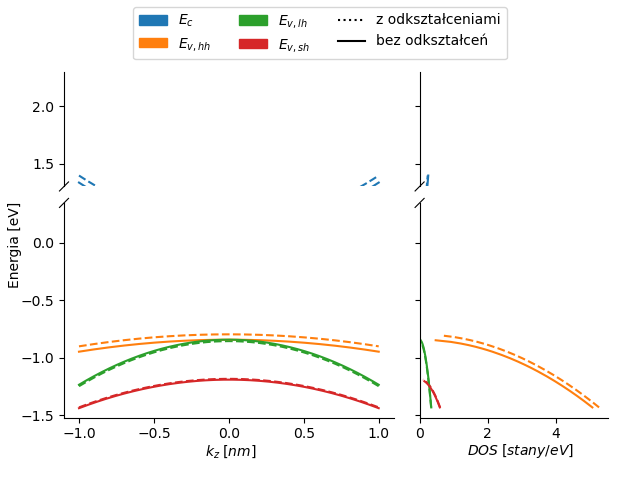 E_c E_{v, lh} z odkształceniami
E_{v, hh} E_{v, sh} bez odkształceń
2.0
1.5
0.0
−0.5
−1.0
−1.5
Energia [eV]
−1.0 −0.5 0.0 0.5 1.0
k_z [nm]
0 2 4
DOS [stany/eV]